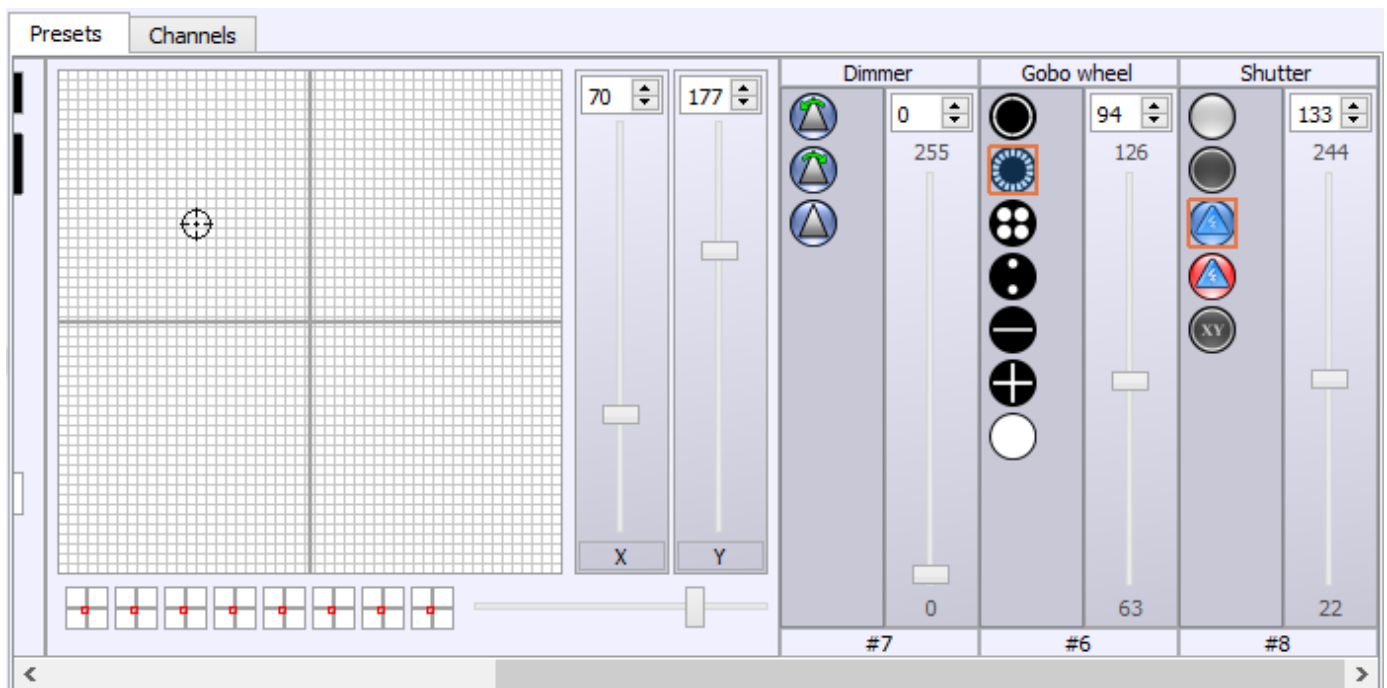 Presets Channels
Dimmer Gobo wheel Shutter
70 177 0 94 133
255 126 244
XY
X Y
0 63 22
#7 #6 #8